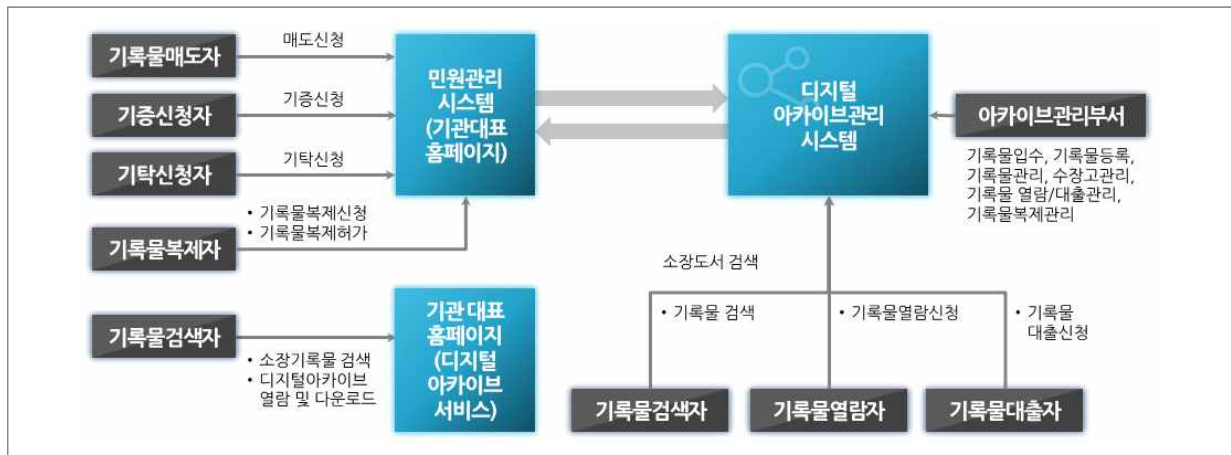 기록물매도자
매도신청
기증신청자
기증신청
기탁신청자
기탁신청
기록물복제자
• 기록물복제신청
• 기록물복제허가
민원관리
시스템
(기관대표
홈페이지)
디지털
아카이브관리
시스템
아카이브관리부서
기록물입수, 기록물등록,
기록물관리, 수장고관리,
기록물 열람/대출관리,
기록물복제관리
기록물검색자
• 소장기록물 검색
• 디지털아카이브
열람 및 다운로드
기관 대표
홈페이지
(디지털
아카이브
서비스)
소장도서 검색
• 기록물 검색
• 기록물열람신청
• 기록물
대출신청
기록물검색자
기록물열람자
기록물대출자